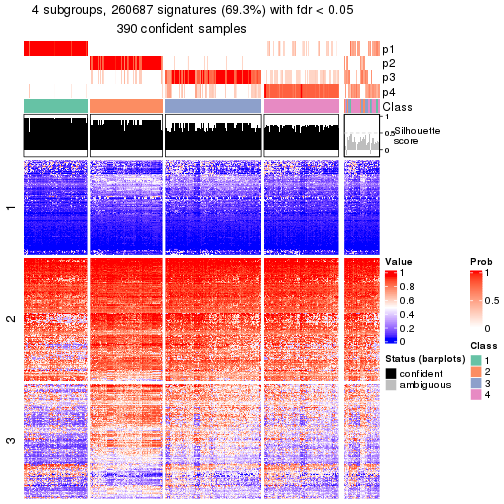 4 subgroups, 260687 signatures (69.3%) with fdr < 0.05
390 confident samples
p1
p2
p3
p4
Class
1
0.5
0
Silhouette
score
1
2
3
Value
1
0.8
0.6
0.4
0.2
0
Prob
1
0.5
0
Status (barplots)
confident
ambiguous
Class
1
2
3
4